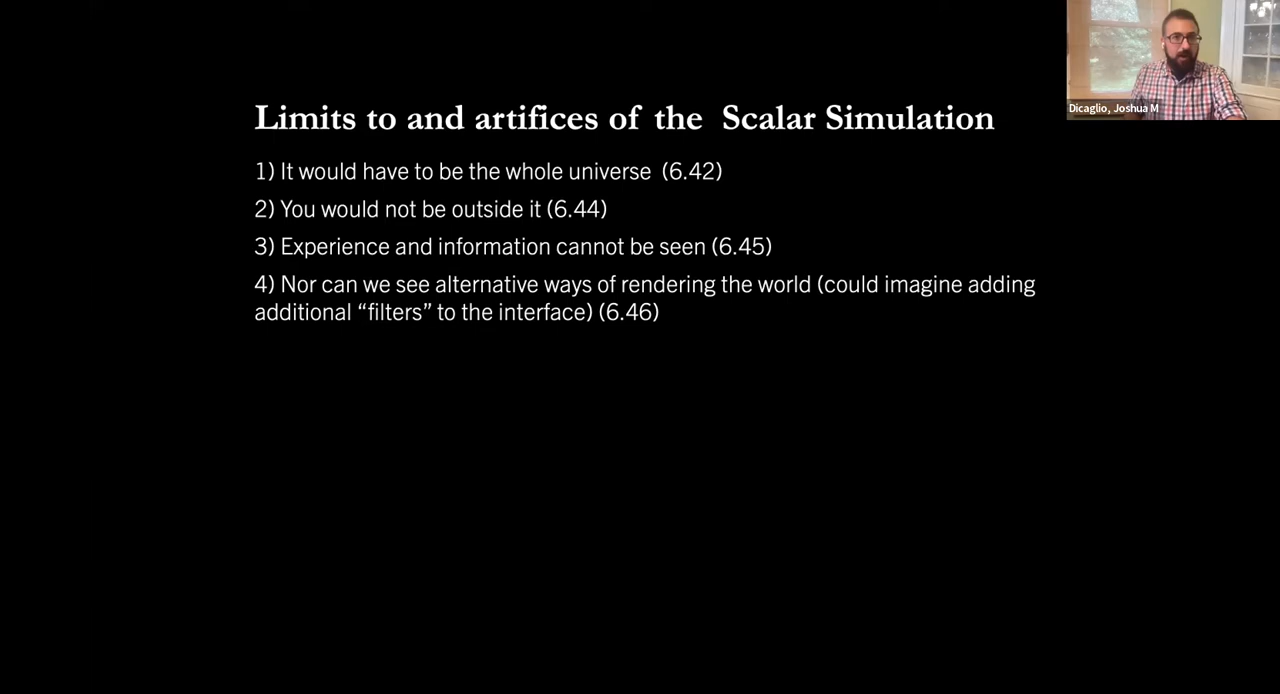 Dicaglio, Joshua M
Limits to and artifices of the Scalar Simulation
1) It would have to be the whole universe (6.42)
2) You would not be outside it (6.44)
3) Experience and information cannot be seen (6.45)
4) Nor can we see alternative ways of rendering the world (could imagine adding
additional “filters” to the interface) (6.46)